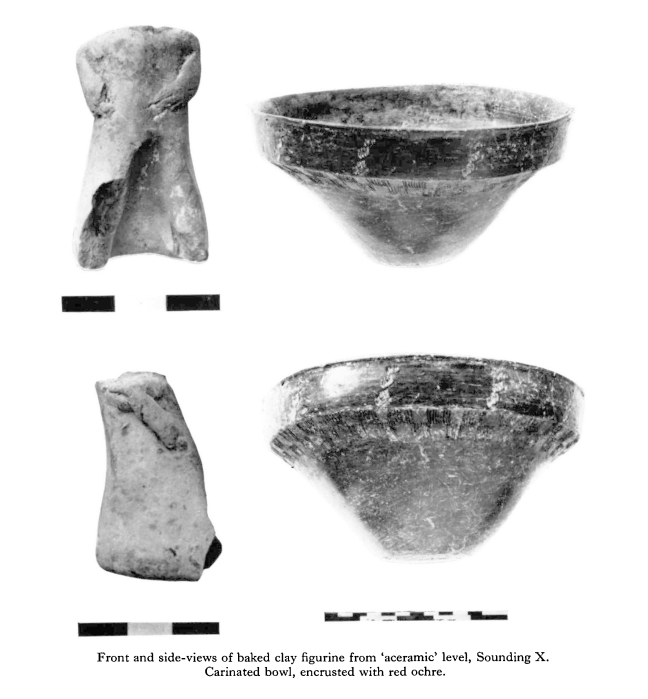 Front and side-views of baked clay figurine from ‘aceramic’ level, Sounding X.
Carinated bowl, encrusted with red ochre.